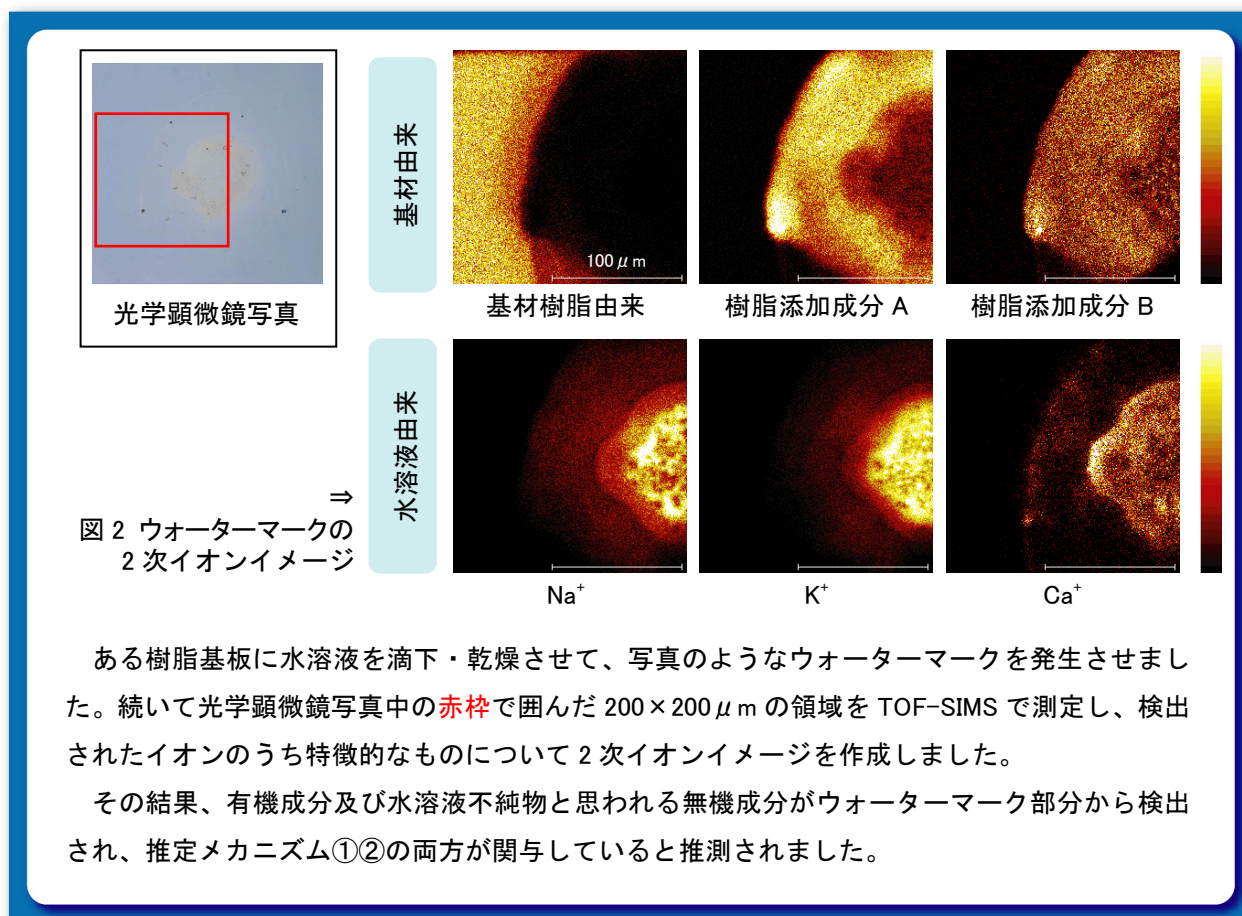 光学顕微鏡写真
基材由来
100μm
基材樹脂由来
樹脂添加成分 A
樹脂添加成分 B
水溶液由来
⇒
図 2 ウォーターマークの
2 次イオンイメージ
Na⁺
K⁺
Ca⁺
ある樹脂基板に水溶液を滴下・乾燥させて、写真のようなウォーターマークを発生させまし
た。続いて光学顕微鏡写真中の赤枠で囲んだ 200×200μm の領域を TOF-SIMS で測定し、検出
されたイオンのうち特徴的なものについて 2 次イオンイメージを作成しました。
その結果、有機成分及び水溶液不純物と思われる無機成分がウォーターマーク部分から検出
され、推定メカニズム①②の両方が関与していると推測されました。